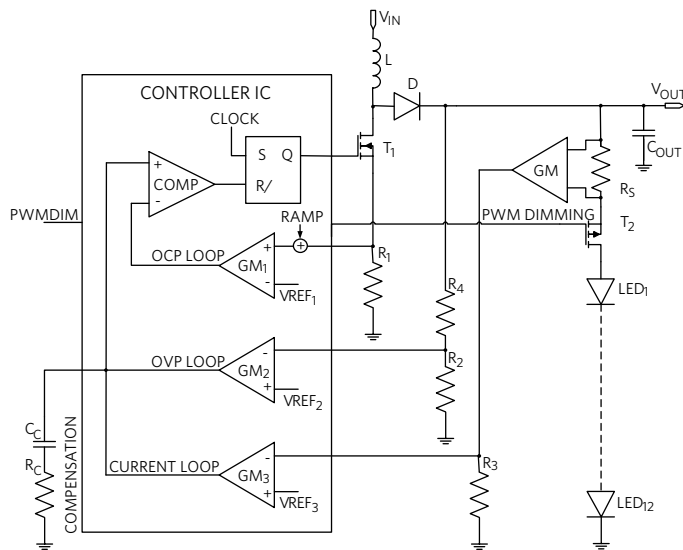 VIN
L
CONTROLLER IC
D
VOUT
CLOCK
COUT
S Q
T1
+
COMP
-
R/
GM
RS
RAMP
PWMDIM
PWM DIMMING
T2
+
OCP LOOP
+
GM1
-
R1
VREF1
LED1
R4
OVP LOOP
-
GM2
+
R2
VREF2
CC
RC
COMPENSATION
CURRENT LOOP
-
GM3
+
R3
VREF3
LED12